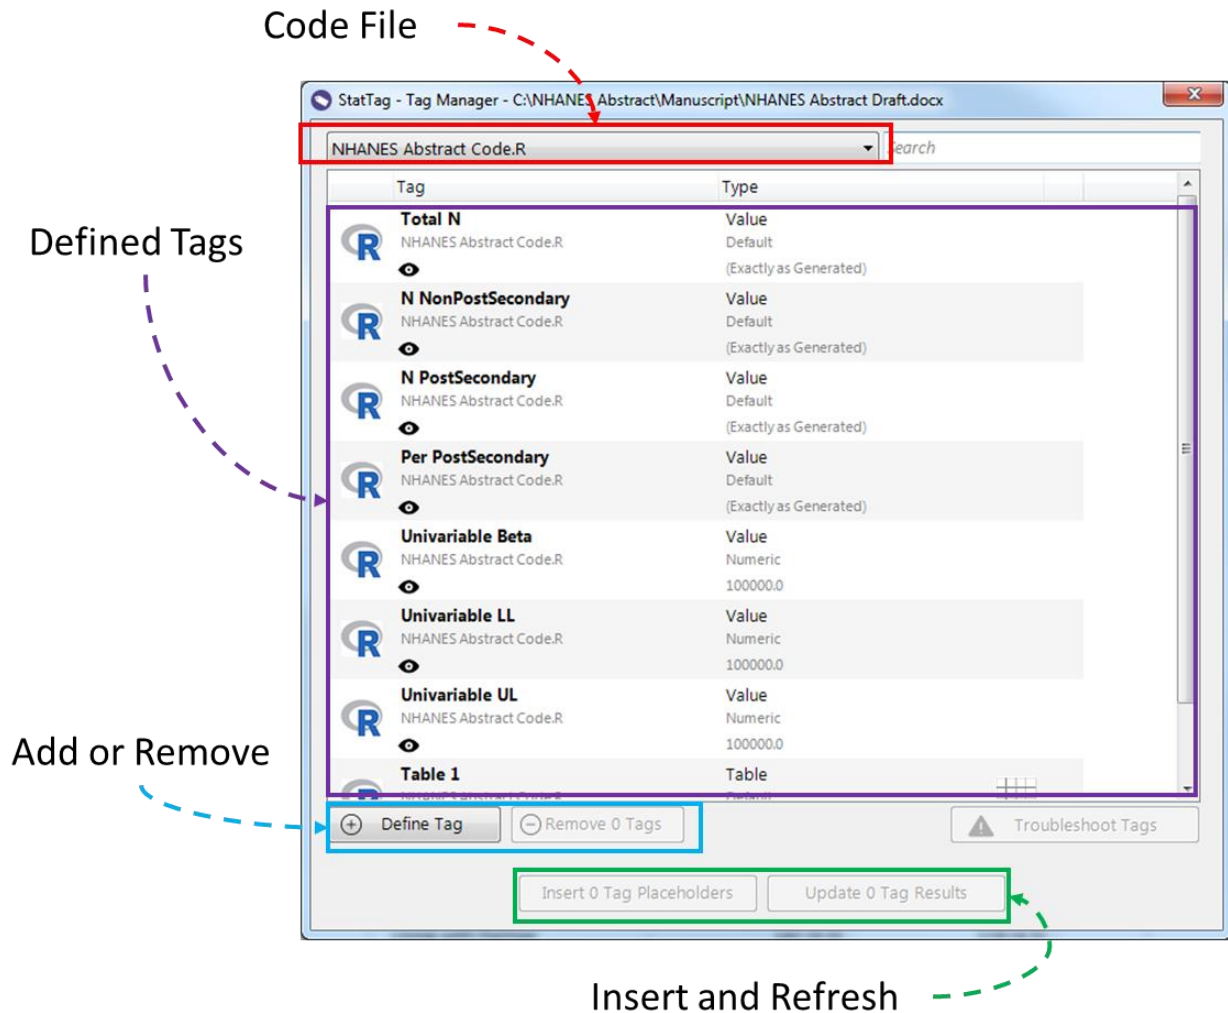 Code File
StatTag - Tag Manager - C:\NHANES Abstract\Manuscript\NHANES Abstract Draft.docx
NHANES Abstract Code.R
Search
Tag Type
Defined Tags
Total N Value
NHANES Abstract Code.R Default
(Exactly as Generated)
N NonPostSecondary Value
NHANES Abstract Code.R Default
(Exactly as Generated)
N PostSecondary Value
NHANES Abstract Code.R Default
(Exactly as Generated)
Per PostSecondary Value
NHANES Abstract Code.R Default
(Exactly as Generated)
Univariable Beta Value
NHANES Abstract Code.R Numeric
100000.0
Univariable LL Value
NHANES Abstract Code.R Numeric
100000.0
Univariable UL Value
NHANES Abstract Code.R Numeric
100000.0
Table 1 Table
Add or Remove
Define Tag
Remove 0 Tags
Troubleshoot Tags
Insert 0 Tag Placeholders
Update 0 Tag Results
Insert and Refresh